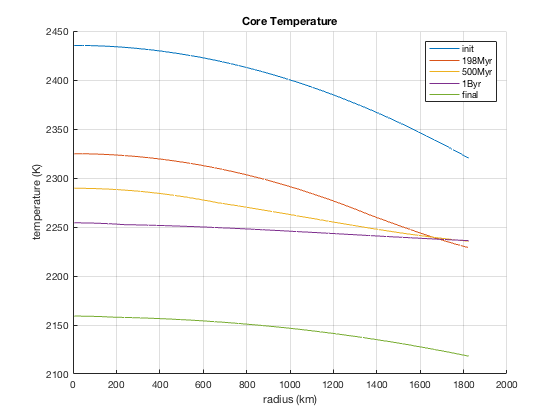 Core Temperature
temperature (K)
2450
2400
2350
2300
2250
2200
2150
2100
init
198Myr
500Myr
1Byr
final
0 200 400 600 800 1000 1200 1400 1600 1800 2000
radius (km)